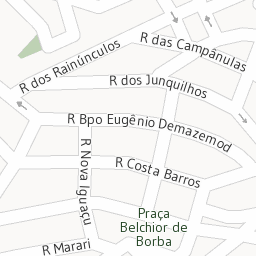 R das Campânulas
R dos Rainúnculos
R dos Junquilhos
R Bpo Eugênio Demazemod
R Nova Iguaçu
R Costa Barros
Praça
Belchior de
Borba
R Marari